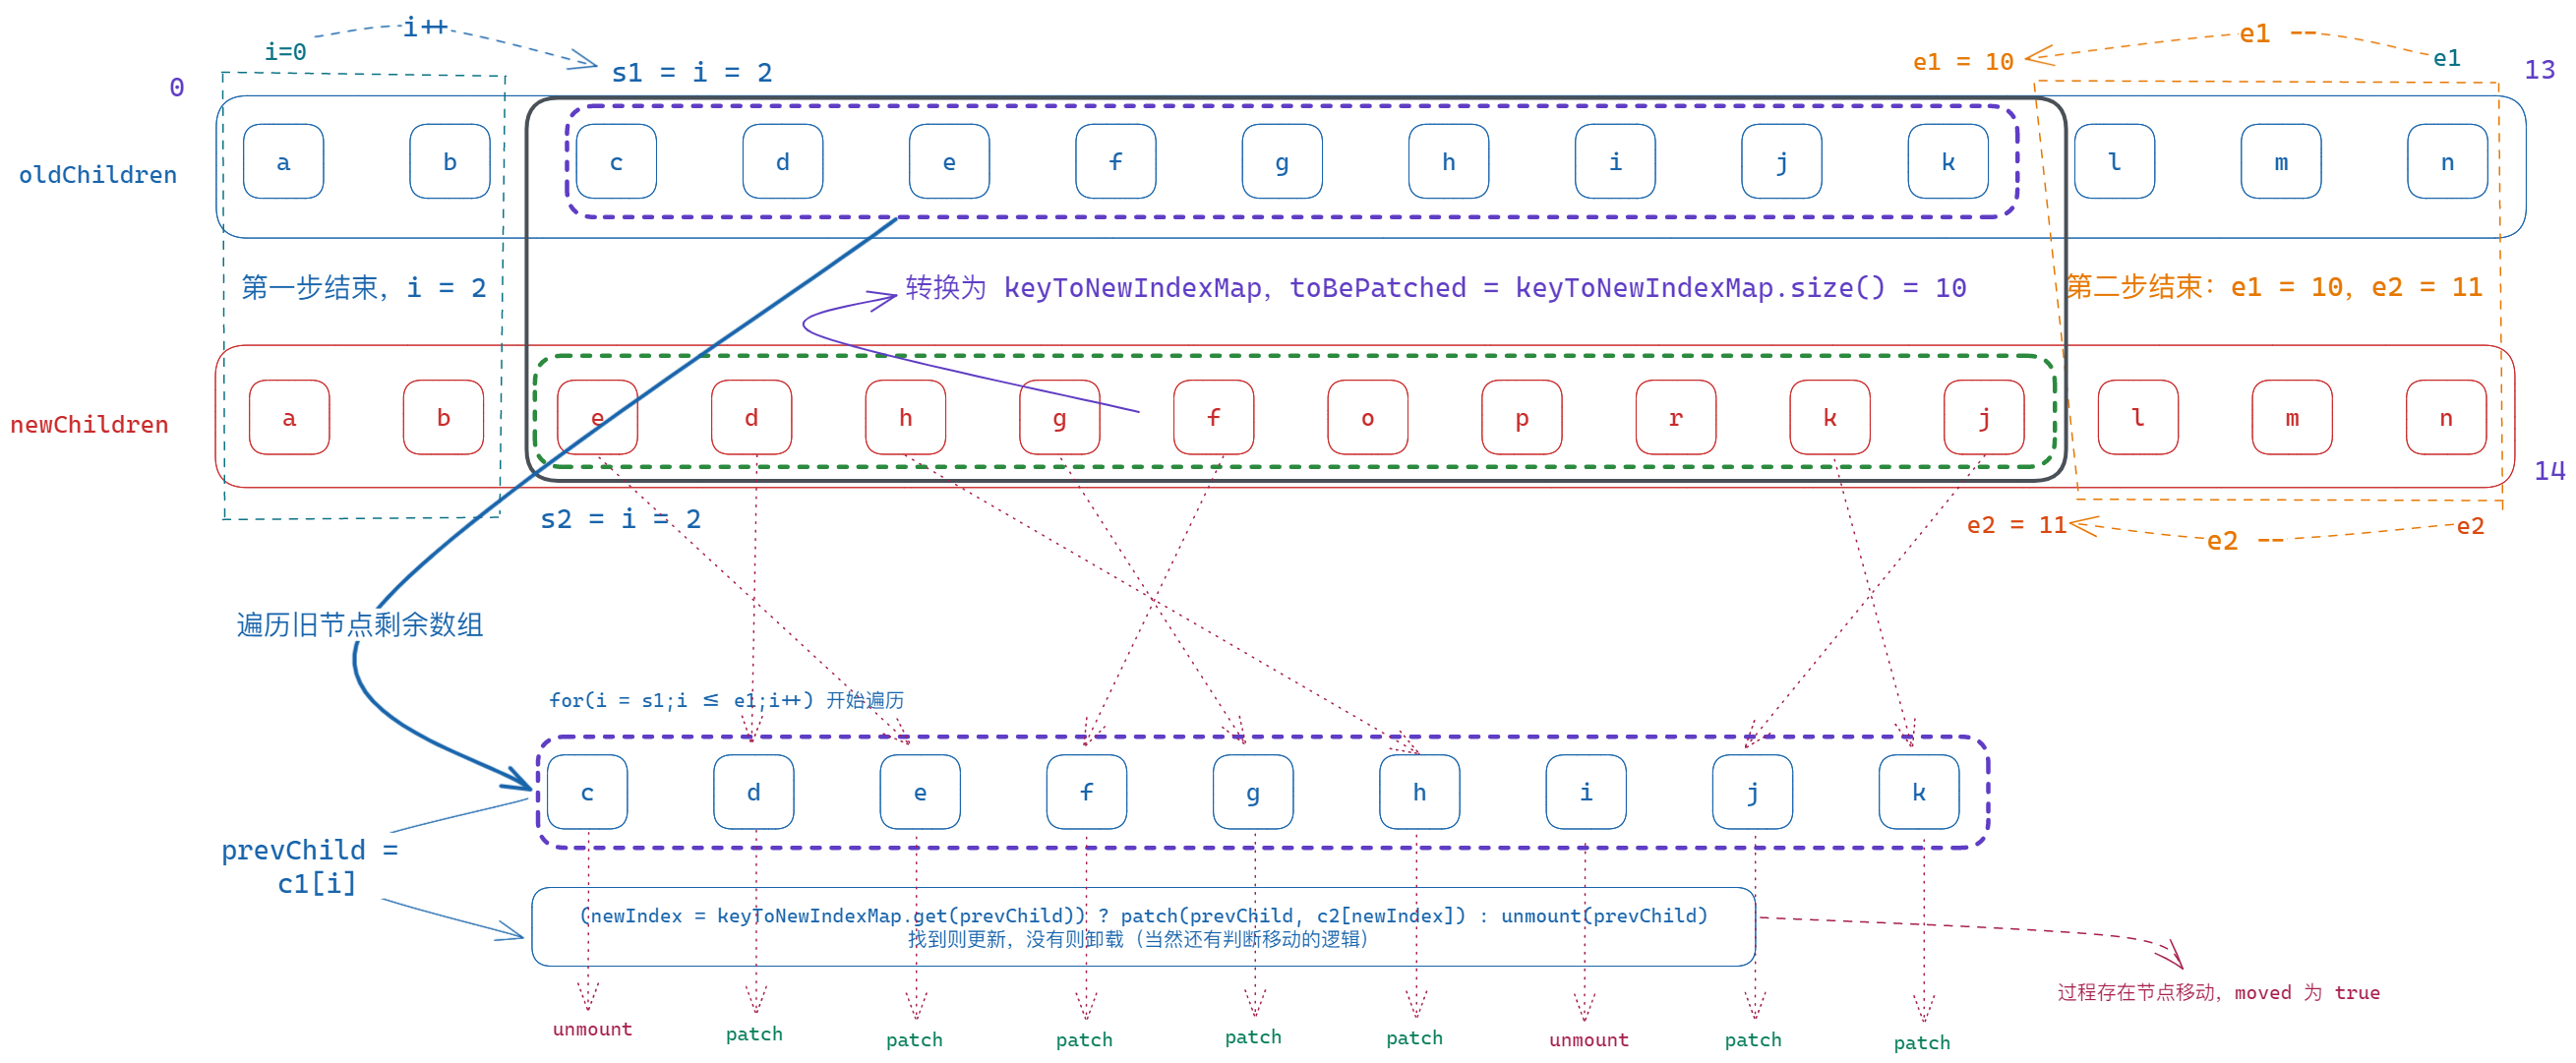 i++
i=0
s1 = i = 2
e1 = 10
e1 --
e1
13
0
oldChildren
a b c d e f g h i j k l m n
第一步结束，i = 2
转换为 keyToNewIndexMap，toBePatched = keyToNewIndexMap.size() = 10
第二步结束：e1 = 10，e2 = 11
newChildren
a b e d h g f o p r k j l m n
14
s2 = i = 2
e2 = 11
e2 --
e2
遍历旧节点剩余数组
for(i = s1;i ≤ e1;i++) 开始遍历
c d e f g h i j k
prevChild =
c1[i]
(newIndex = keyToNewIndexMap.get(prevChild)) ? patch(prevChild, c2[newIndex]) : unmount(prevChild)
找到则更新，没有则卸载（当然还有判断移动的逻辑）
过程存在节点移动，moved 为 true
unmount patch patch patch patch patch unmount patch patch